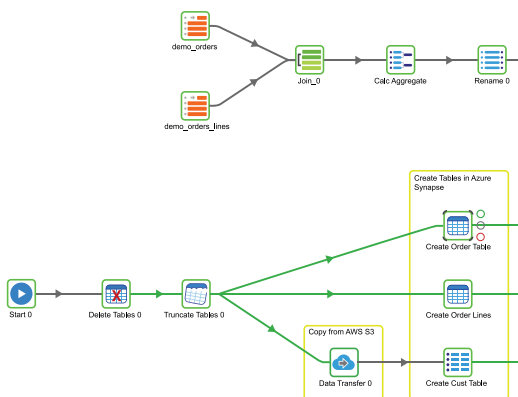 demo_orders
Join_0
Calc Aggregate
Rename 0
demo_orders_lines
Create Tables in Azure
Synapse
Create Order Table
Start 0
Delete Tables 0
Truncate Tables 0
Create Order Lines
Copy from AWS S3
Data Transfer 0
Create Cust Table